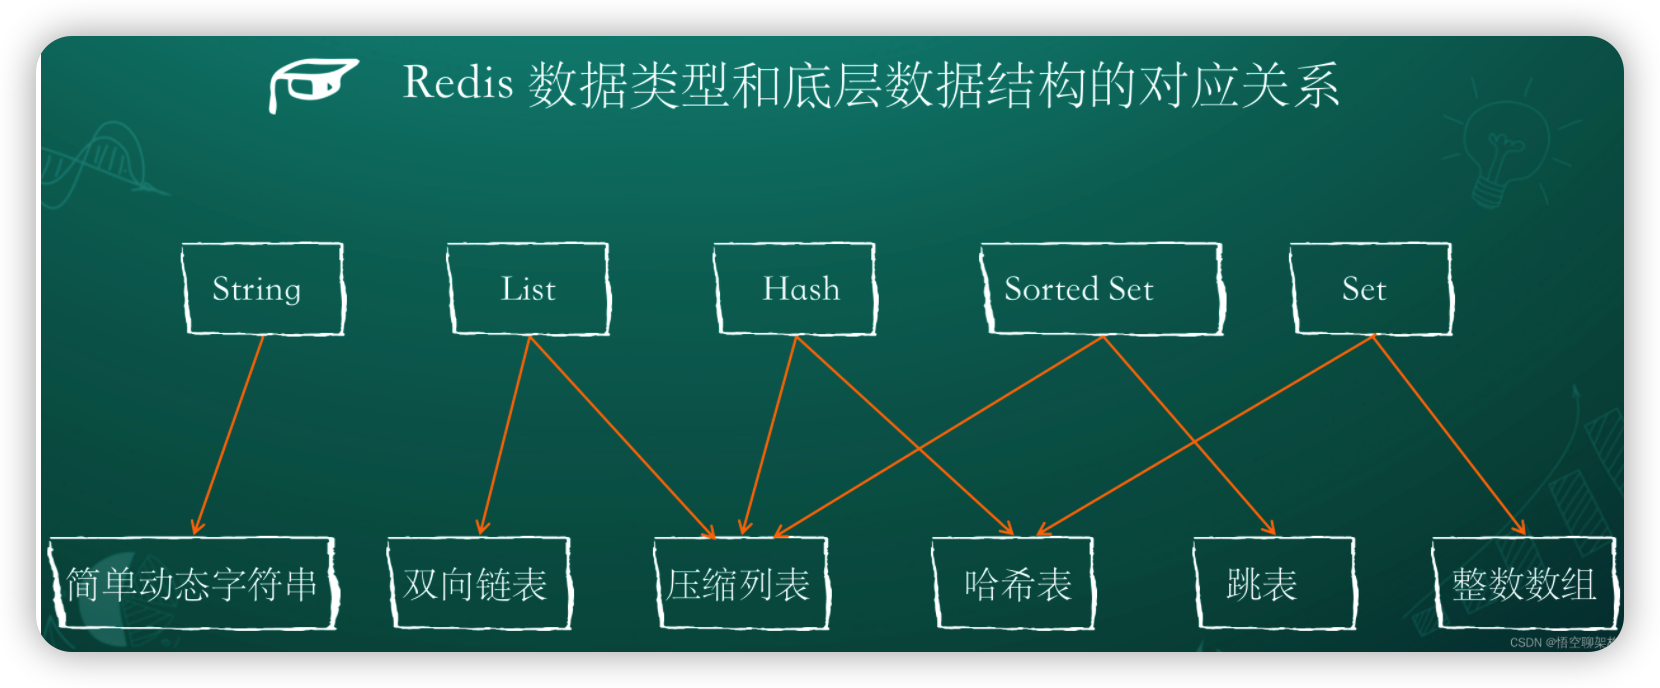 Redis 数据类型和底层数据结构的对应关系
String
List
Hash
Sorted Set
Set
简单动态字符串
双向链表
压缩列表
哈希表
跳表
整数数组
CSDN @悟空聊架构